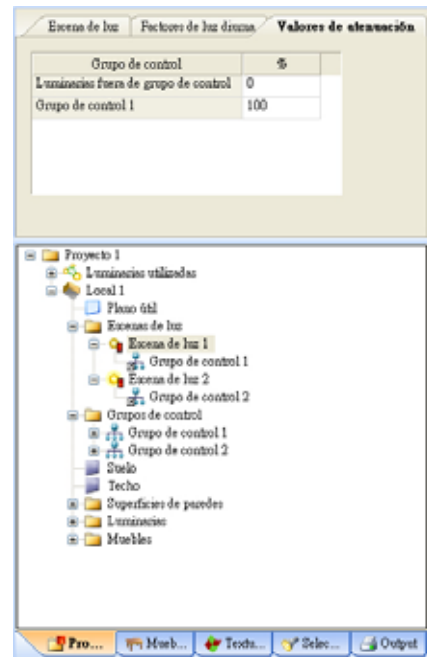 Escena de luz Factores de luz diurna Valores de atenuación
Grupo de control %
Luminarias fuera de grupo de control 0
Grupo de control 1 100
Proyecto 1
Luminarias utilizadas
Local 1
Plano útil
Escenas de luz
Escena de luz 1
Grupo de control 1
Escena de luz 2
Grupo de control 2
Grupos de control
Grupo de control 1
Grupo de control 2
Suelo
Techo
Superficies de paredes
Luminarias
Muebles
Pro... Mueb... Textu... Selec... Output